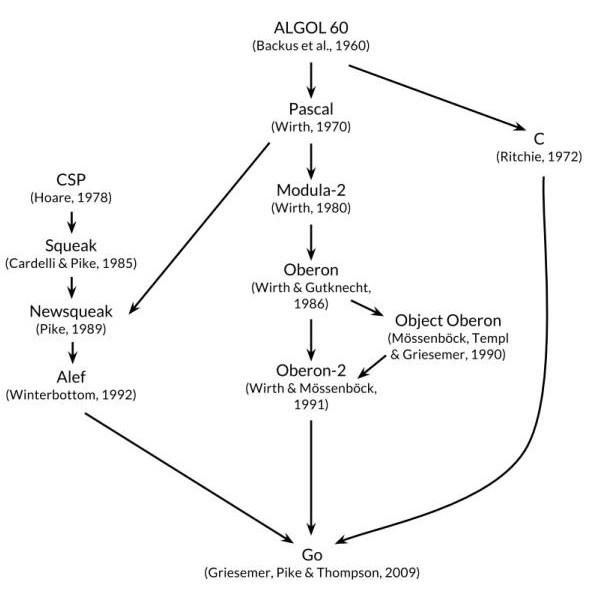 ALGOL 60
(Backus et al., 1960)
Pascal
(Wirth, 1970)
C
(Ritchie, 1972)
CSP
(Hoare, 1978)
Modula-2
(Wirth, 1980)
Squeak
(Cardelli & Pike, 1985)
Oberon
(Wirth & Gutknecht,
1986)
Newsqueak
(Pike, 1989)
Object Oberon
(Mössenböck, Templ
& Griesemer, 1990)
Alef
(Winterbottom, 1992)
Oberon-2
(Wirth & Mössenböck,
1991)
Go
(Griesemer, Pike & Thompson, 2009)